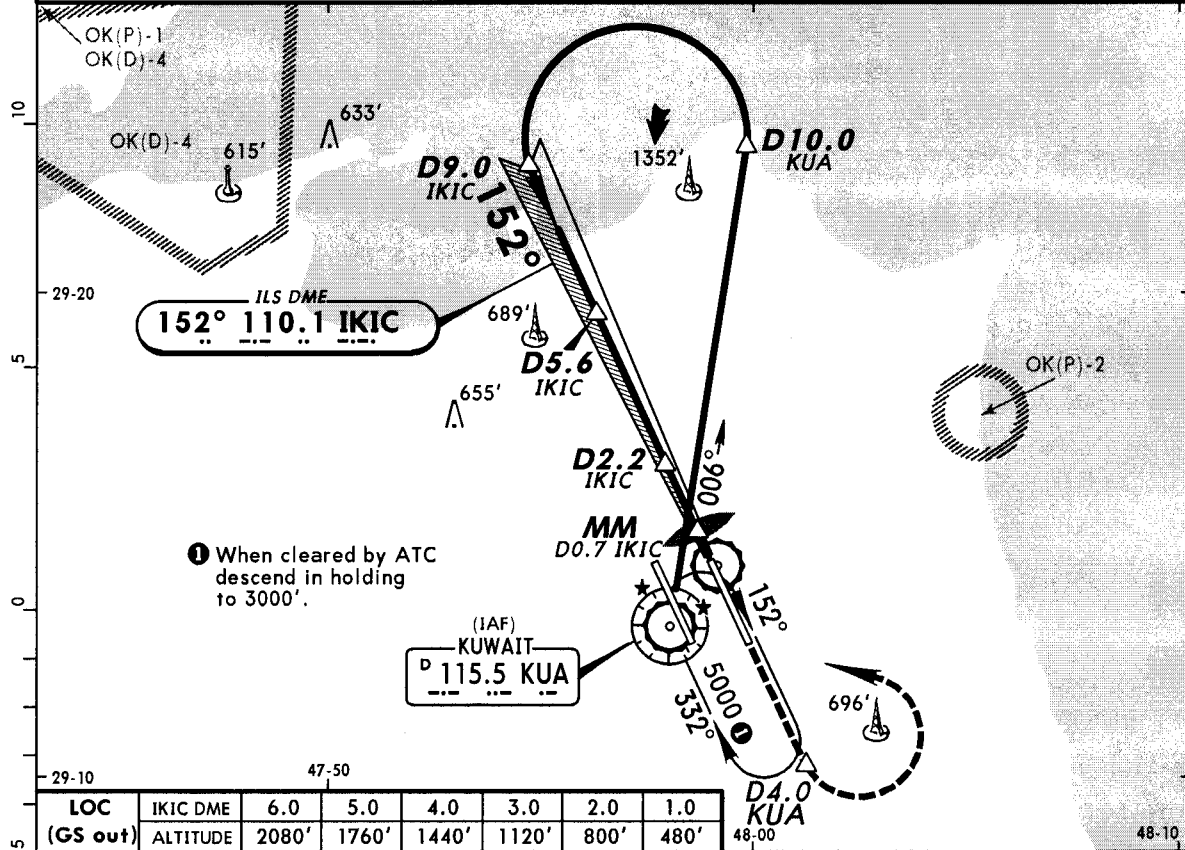 OK(P)-1
OK(D)-4
10
OK(D)-4
615'
633'
D9.0
IKIC
1352'
D10.0
KUA
152°
29-20
ILS DME
152° 110.1 IKIC
689'
D5.6
IKIC
5
655'
OK(P)-2
D2.2
IKIC
006°
MM
D0.7 IKIC
1 When cleared by ATC
descend in holding
to 3000'.
0
(IAF)
KUWAIT
D 115.5 KUA
152°
5000 1
332°
696'
29-10
47-50
D4.0
KUA
48-00
48-10
5
LOC (GS out) IKIC DME 6.0 5.0 4.0 3.0 2.0 1.0
ALTITUDE 2080' 1760' 1440' 1120' 800' 480'